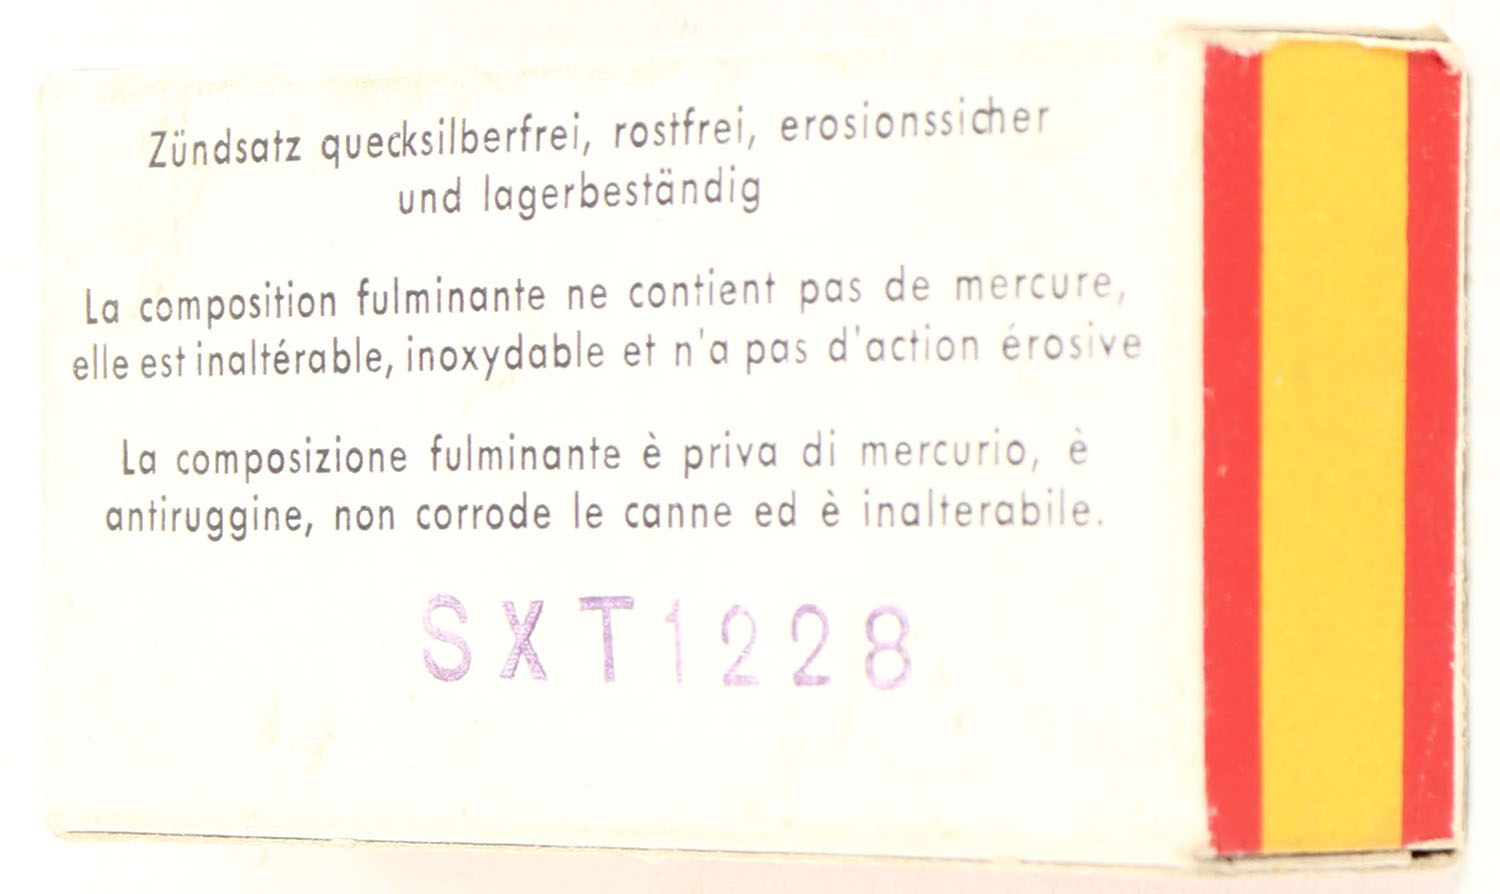 Zündsatz quecksilberfrei, rostfrei, erosionssicher
und lagerbeständig
La composition fulminante ne contient pas de mercure,
elle est inaltérable, inoxydable et n'a pas d'action érosive
La composizione fulminante è priva di mercurio, è
antiruggine, non corrode le canne ed è inalterabile.
SXT1228